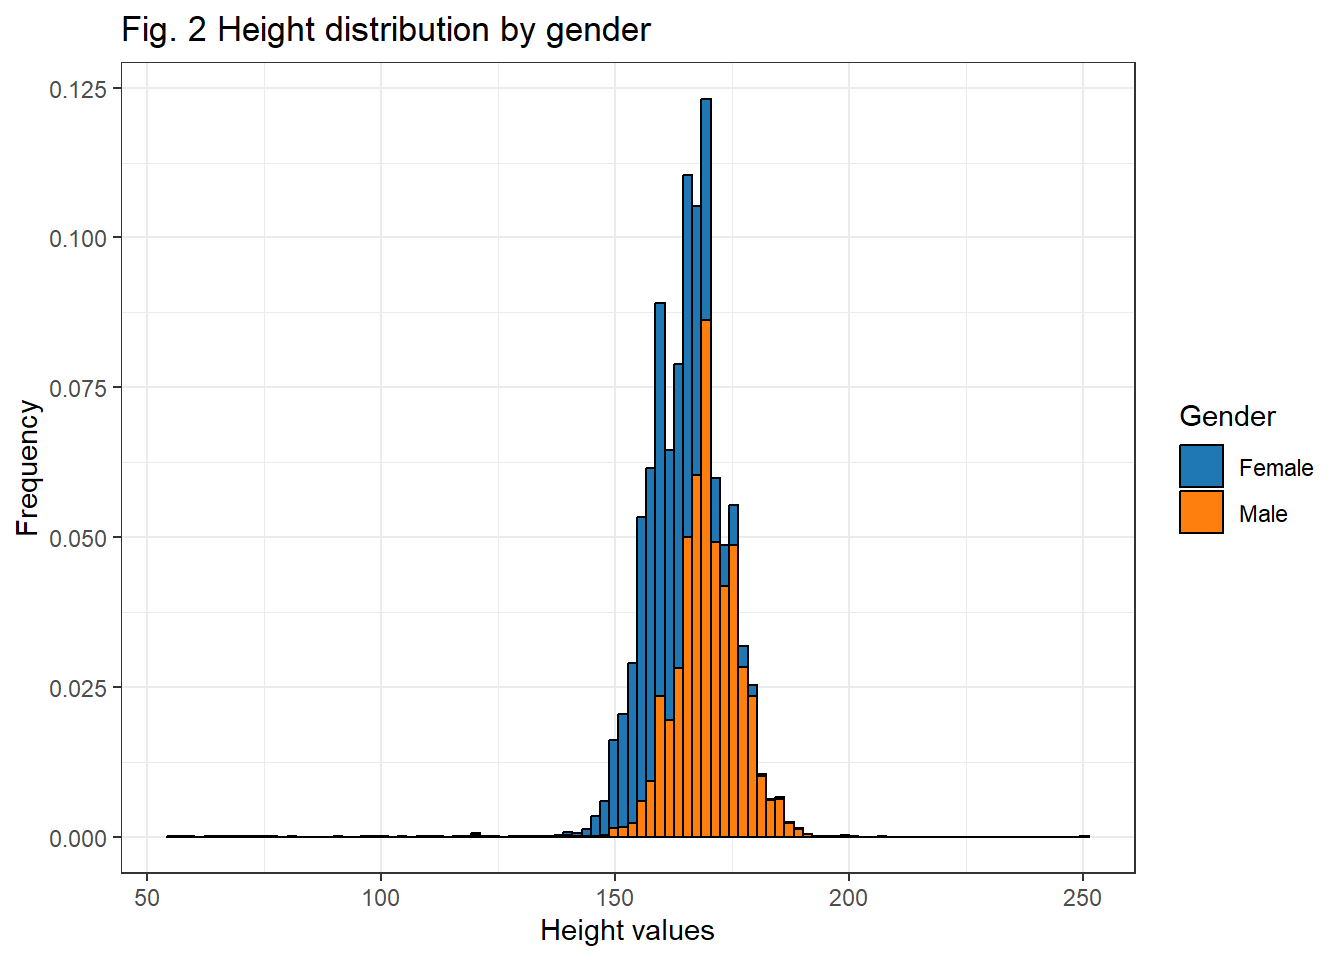 Fig. 2 Height distribution by gender
0.125
0.100
0.075
0.050
0.025
0.000
Frequency
50 100 150 200 250
Height values
Gender
Female
Male